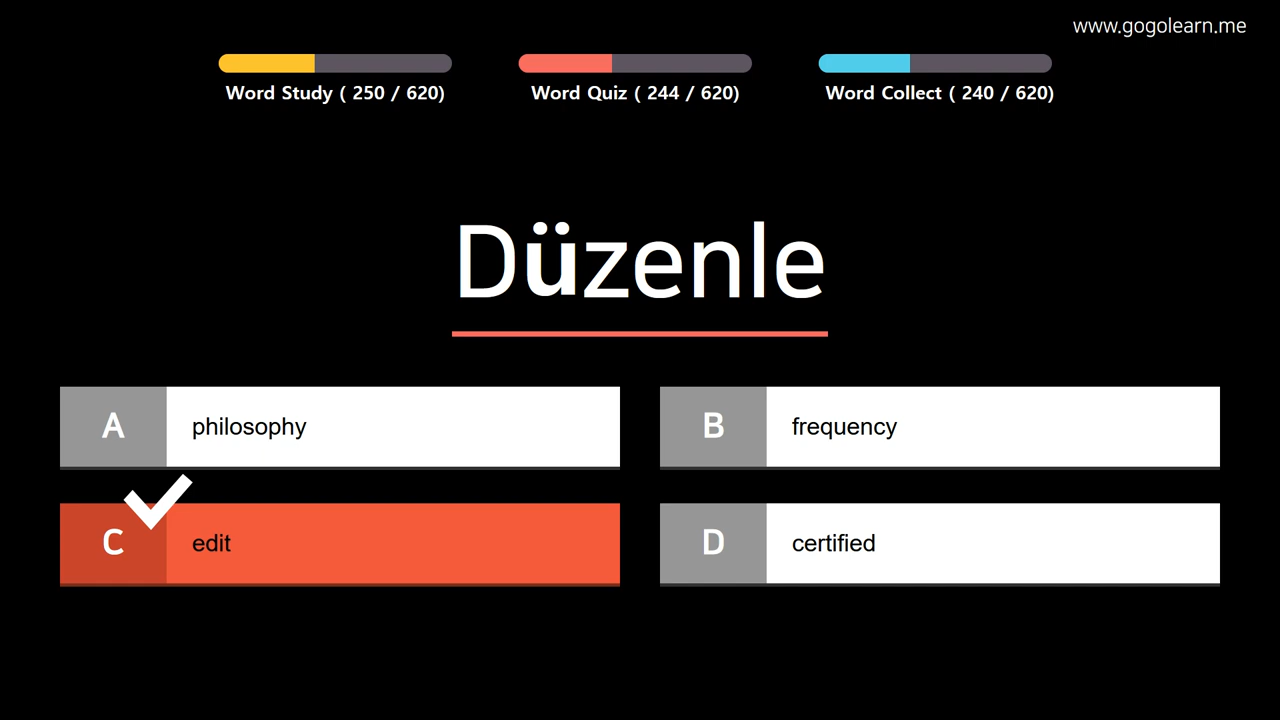 www.gogolearn.me
Word Study ( 250 / 620)
Word Quiz ( 244 / 620)
Word Collect ( 240 / 620)
Düzenle
A philosophy
B frequency
C edit
D certified